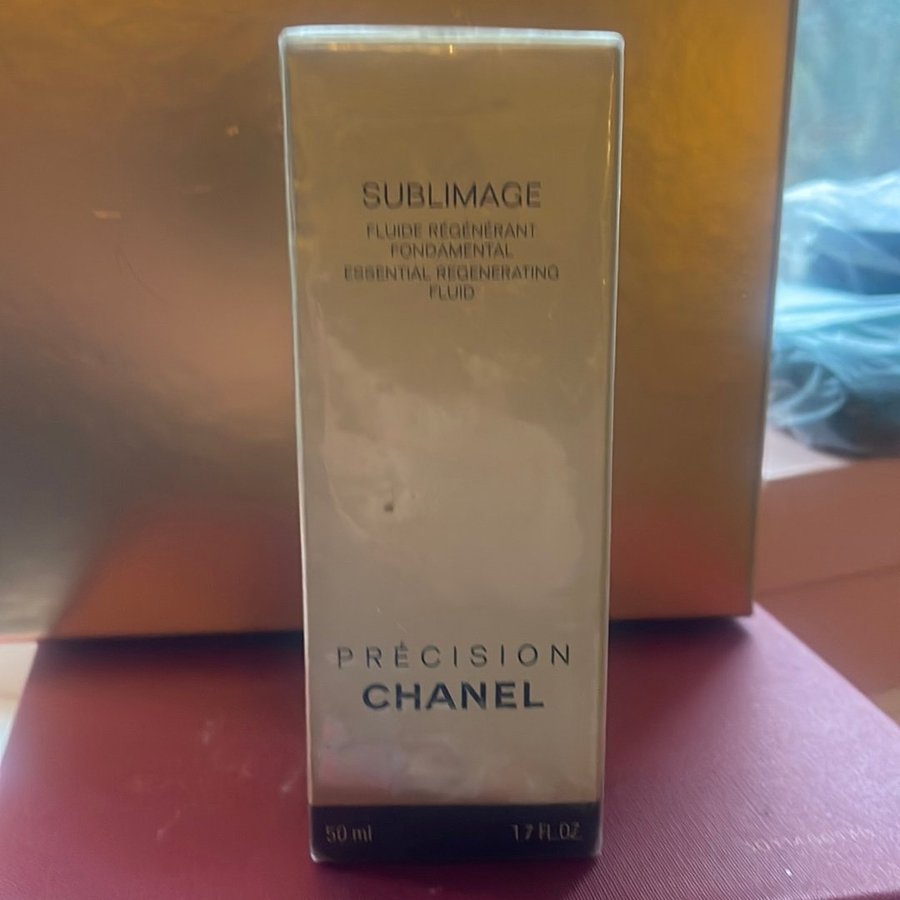 SUBLIMAGE
FLUIDE RÉGÉNÉRANT
FONDAMENTAL
ESSENTIAL REGENERATING
FLUID
PRÉCISION
CHANEL
50 ml 1.7 FL. OZ